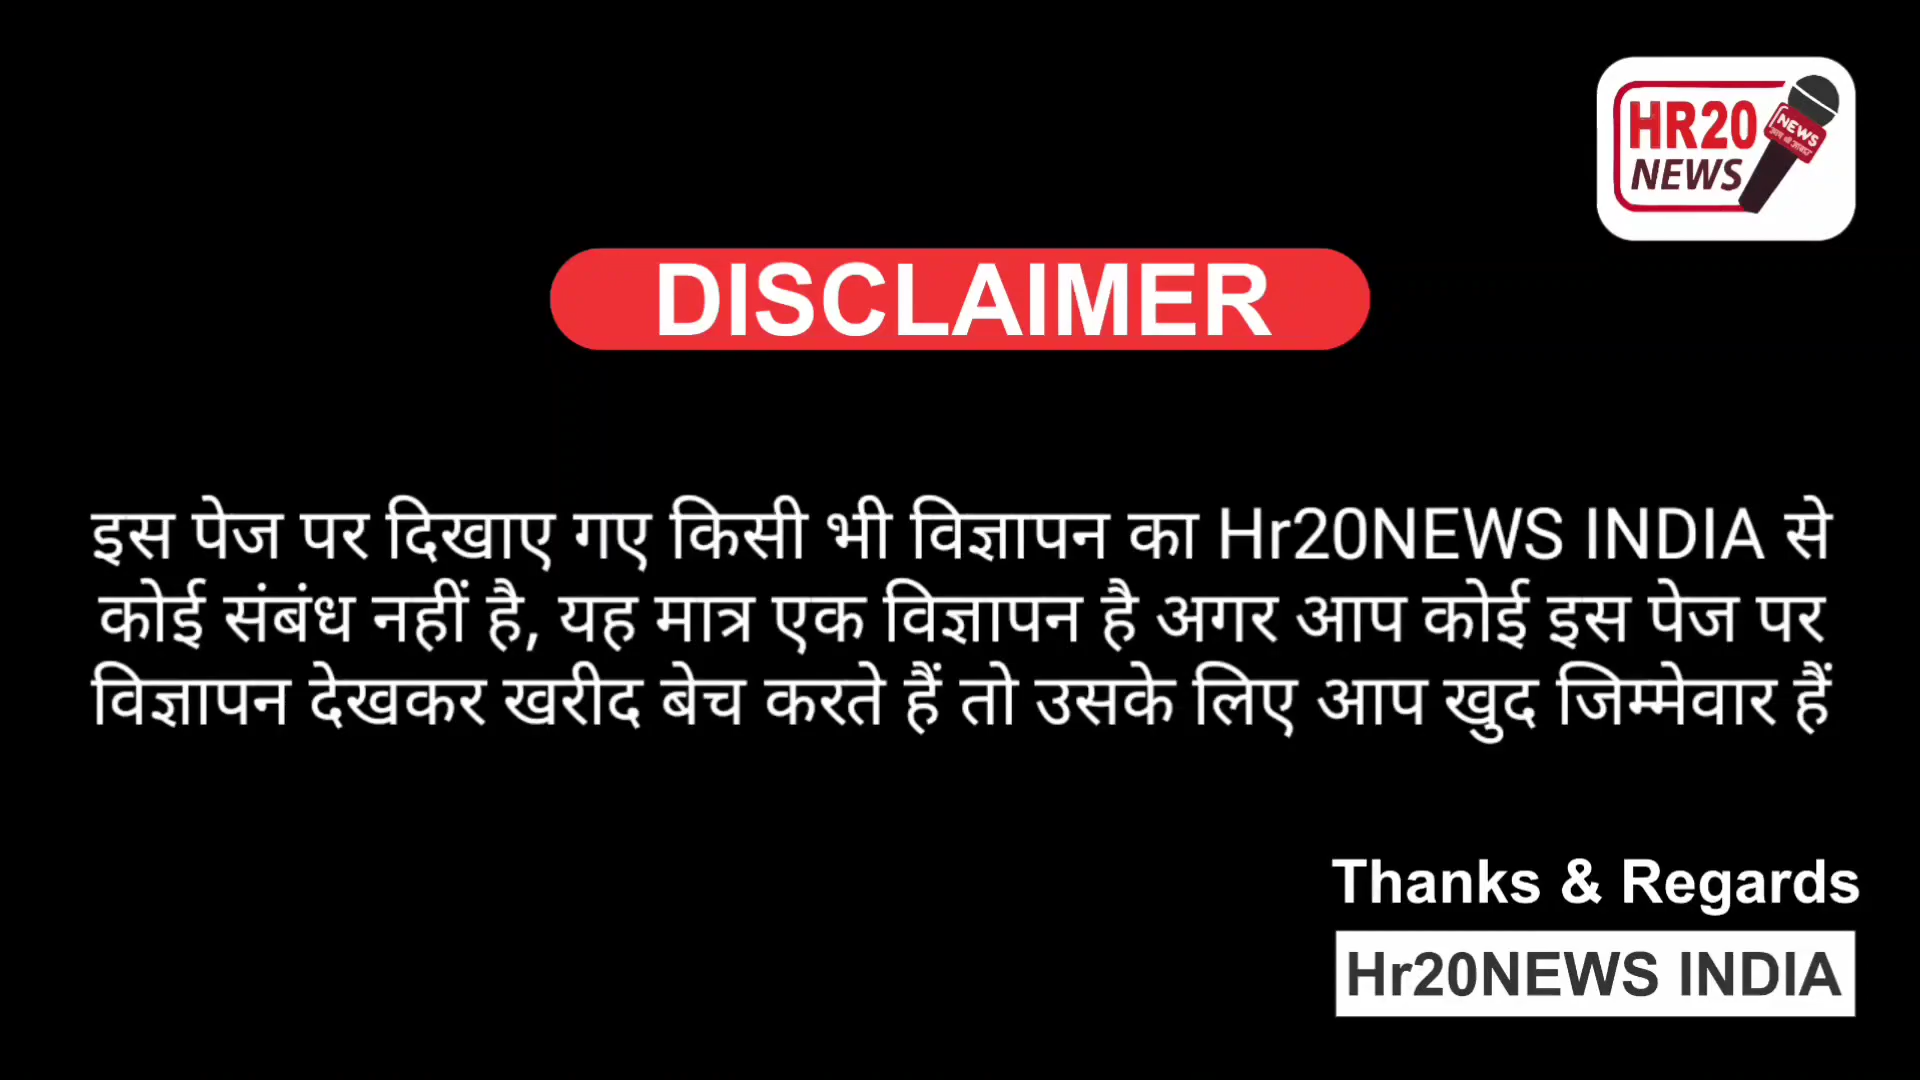 HR20
NEWS
NEWS
DISCLAIMER
इस पेज पर दिखाए गए किसी भी विज्ञापन का Hr20NEWS INDIA से
कोई संबंध नहीं है, यह मात्र एक विज्ञापन है अगर आप कोई इस पेज पर
विज्ञापन देखकर खरीद बेच करते हैं तो उसके लिए आप खुद जिम्मेवार हैं
Thanks & Regards
Hr20NEWS INDIA